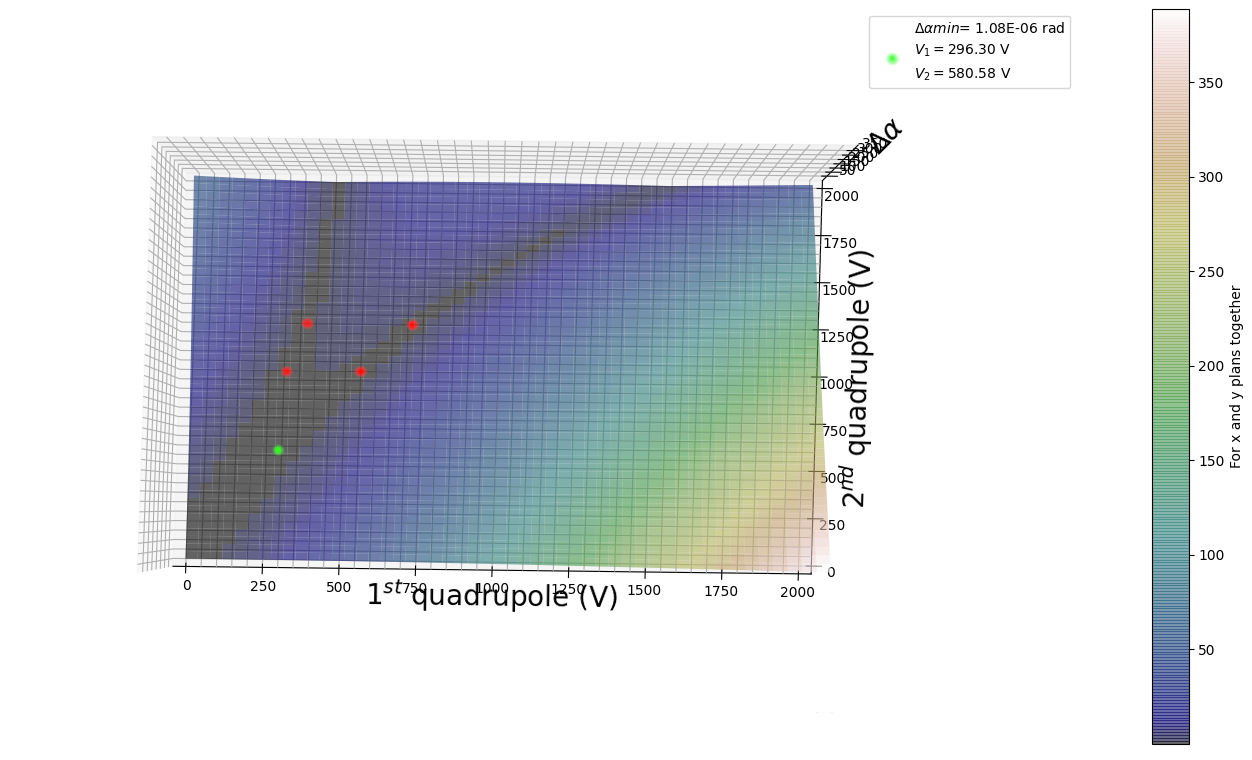 Δαmin= 1.08E-06 rad
V₁ = 296.30 V
V₂ = 580.58 V
Δα
50
2000
1750
1500
1250
1000
750
500
250
0
2ⁿᵈ quadrupole (V)
0 250 500 750 1000 1250 1500 1750 2000
1ˢᵗ quadrupole (V)
350
300
250
200
150
100
50
For x and y plans together